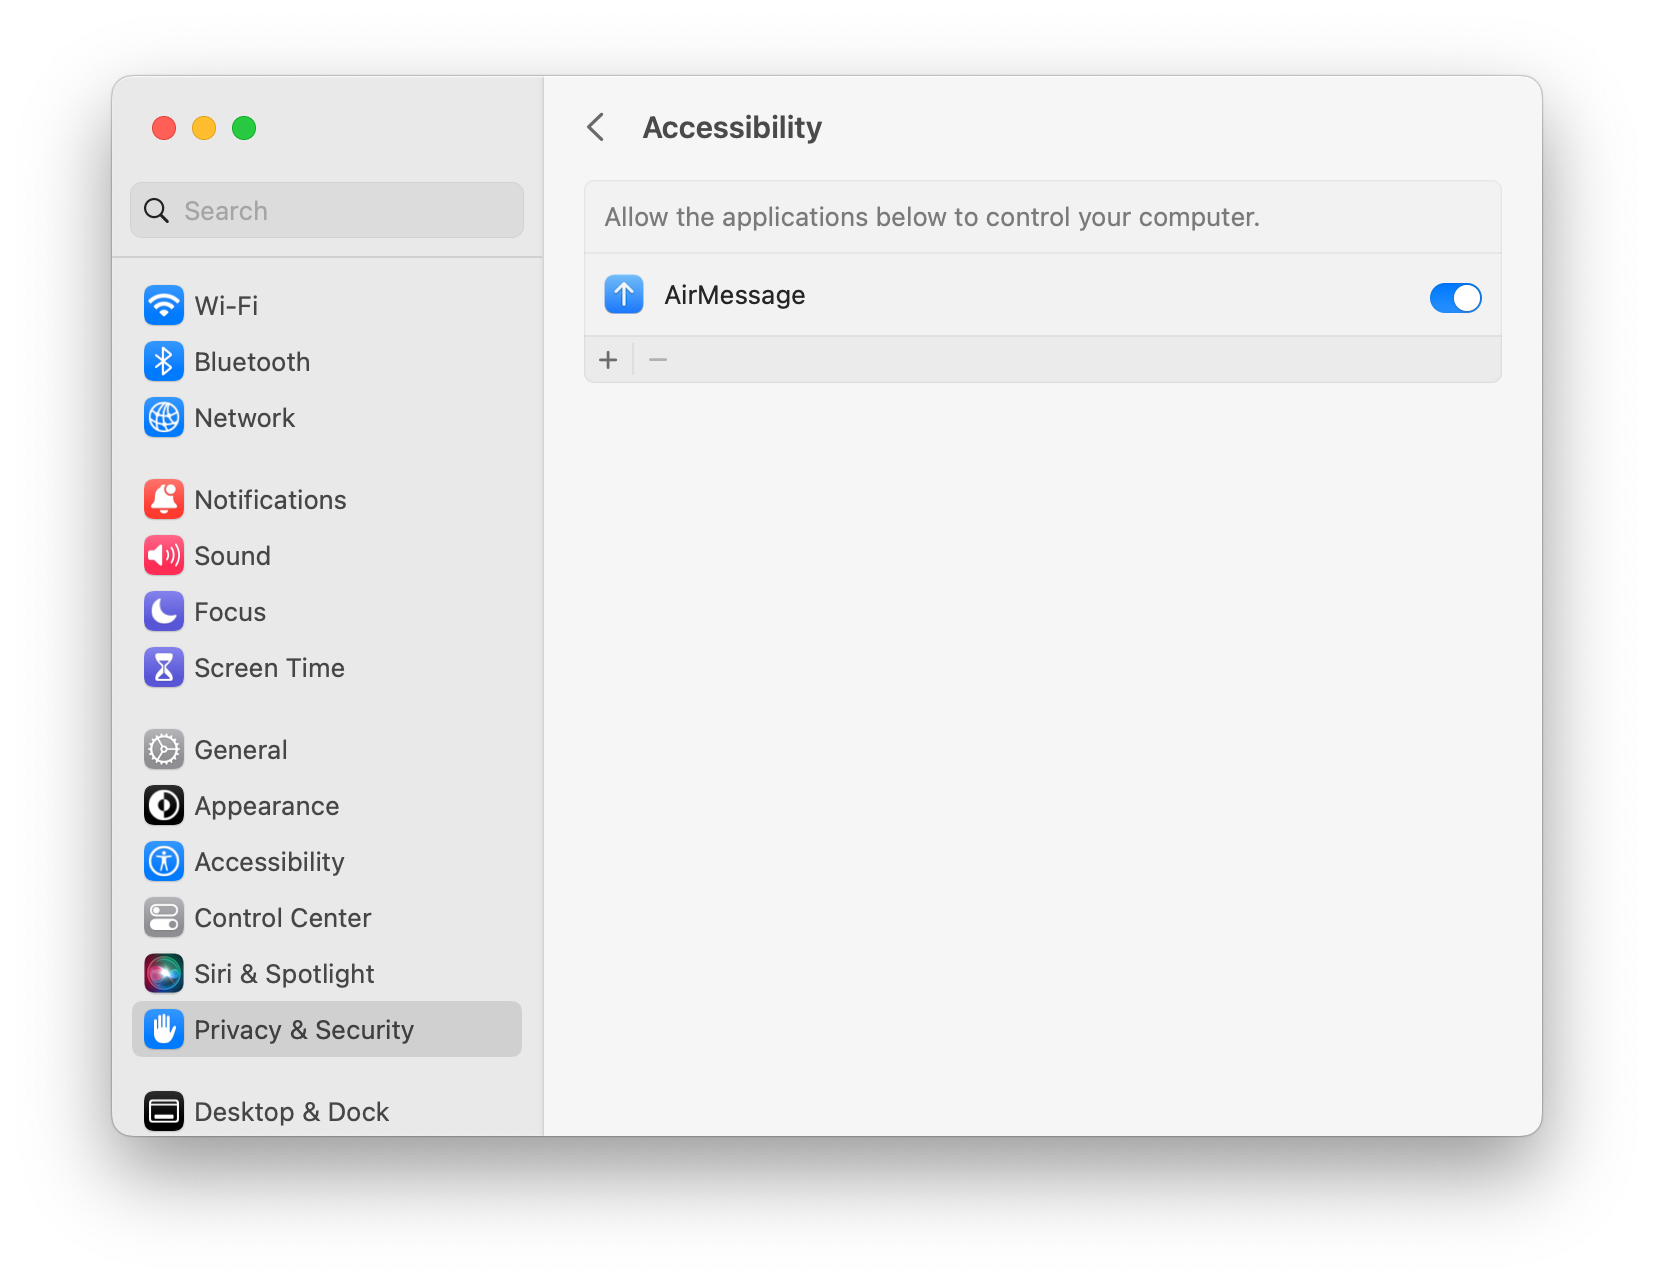 Search
Wi-Fi
Bluetooth
Network
Notifications
Sound
Focus
Screen Time
General
Appearance
Accessibility
Control Center
Siri & Spotlight
Privacy & Security
Desktop & Dock
Accessibility
Allow the applications below to control your computer.
AirMessage